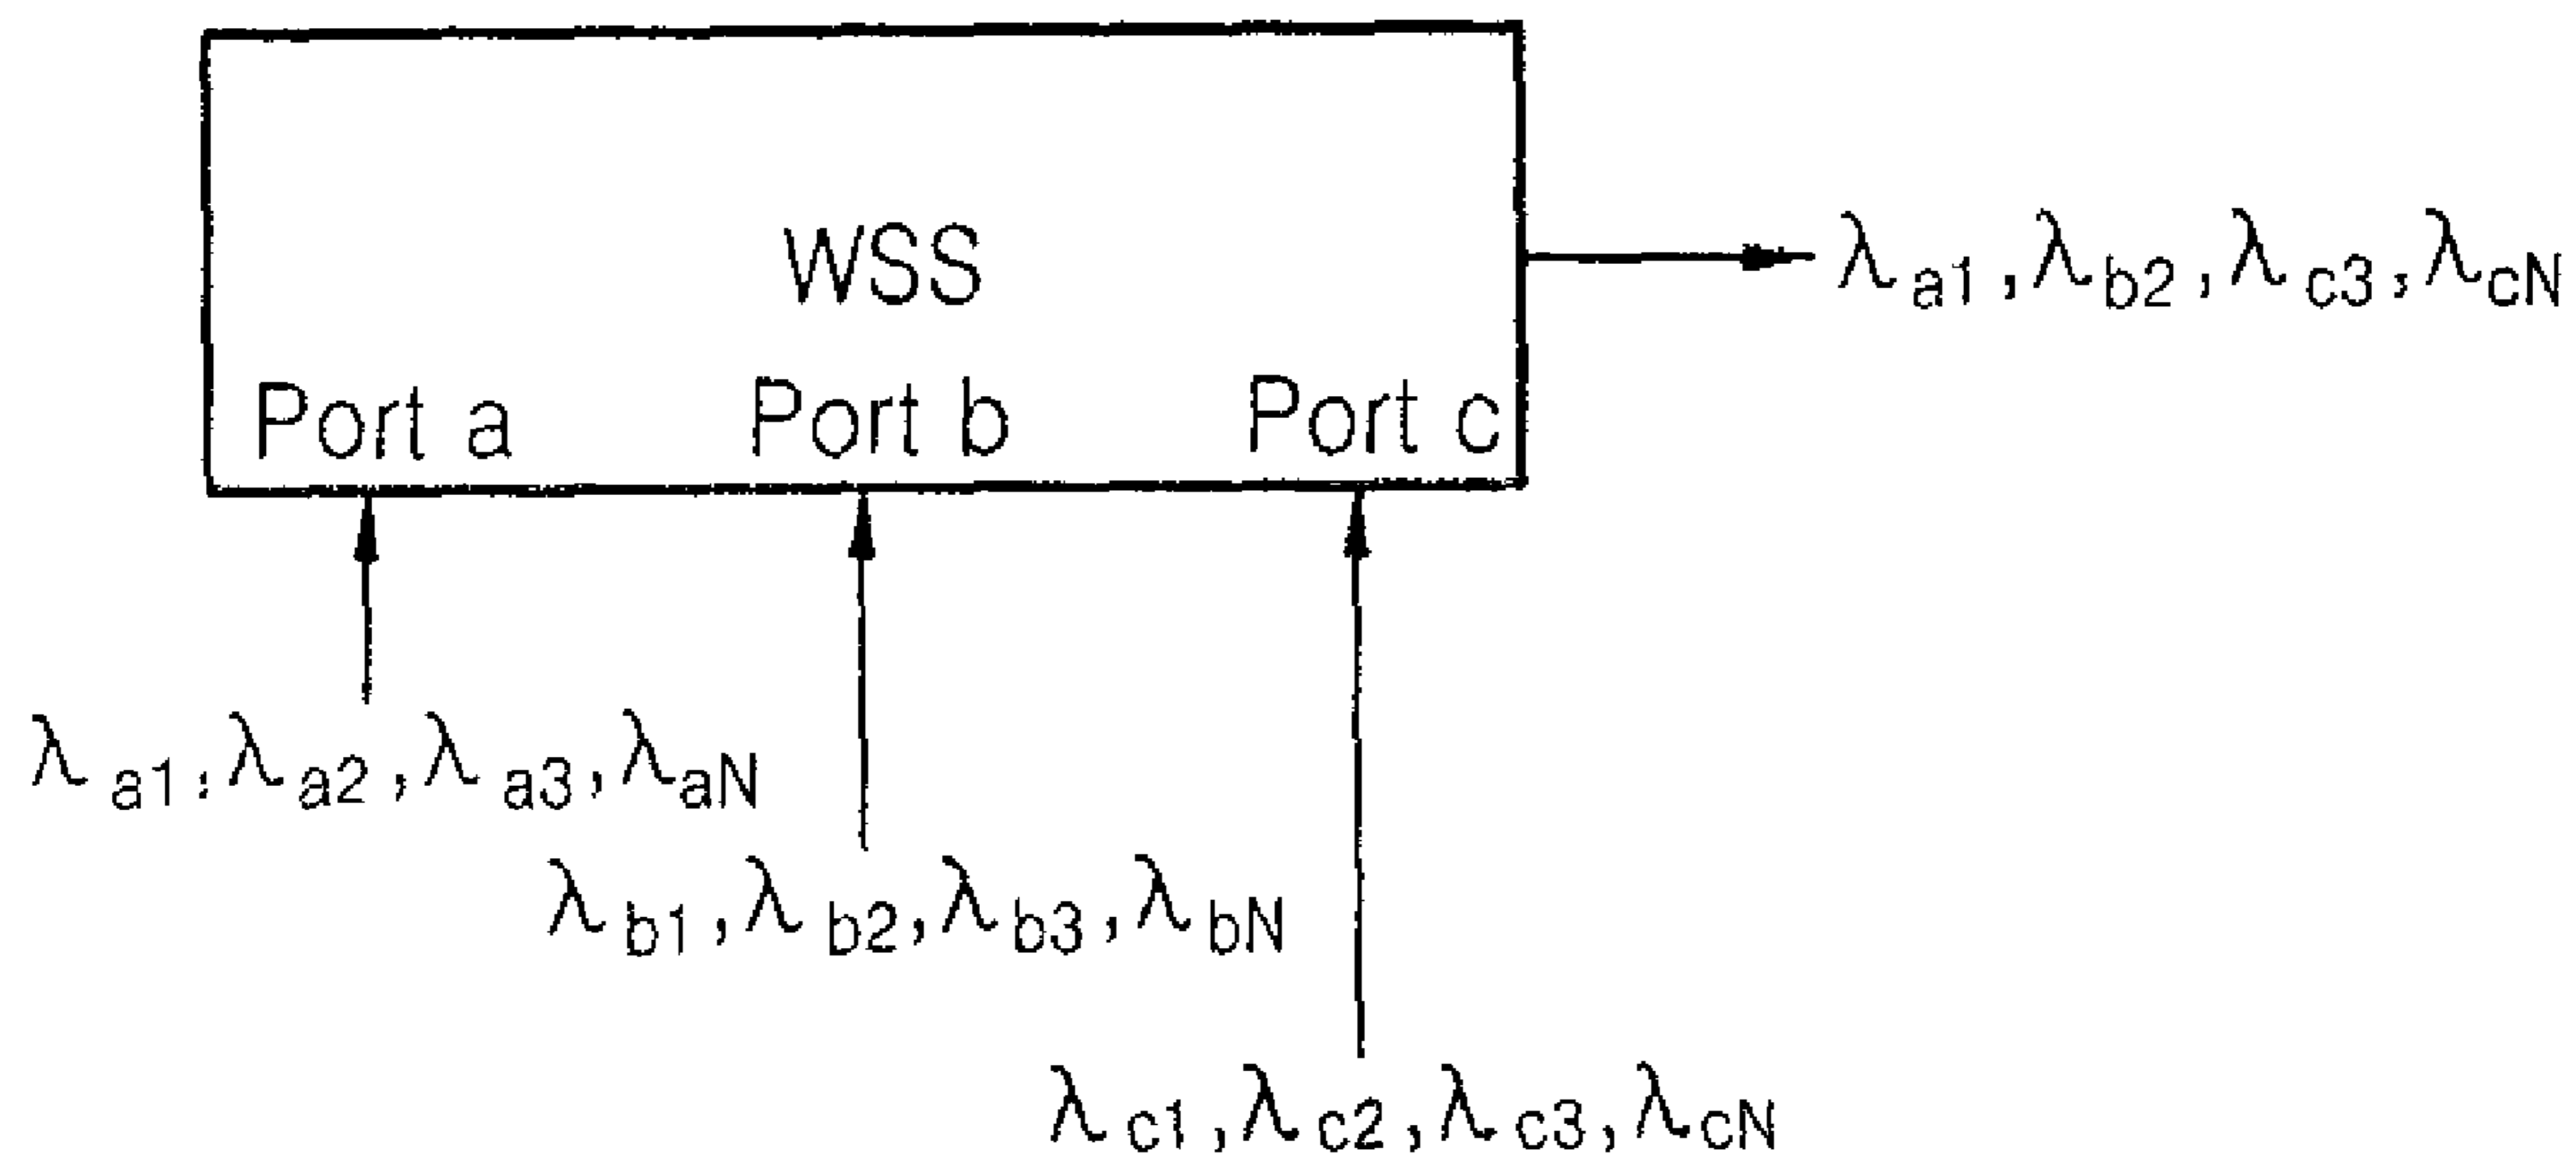 WSS
λa1,λb2,λc3,λcN
Port a Port b Port c
λa1,λa2,λa3,λaN
λb1,λb2,λb3,λbN
λc1,λc2,λc3,λcN